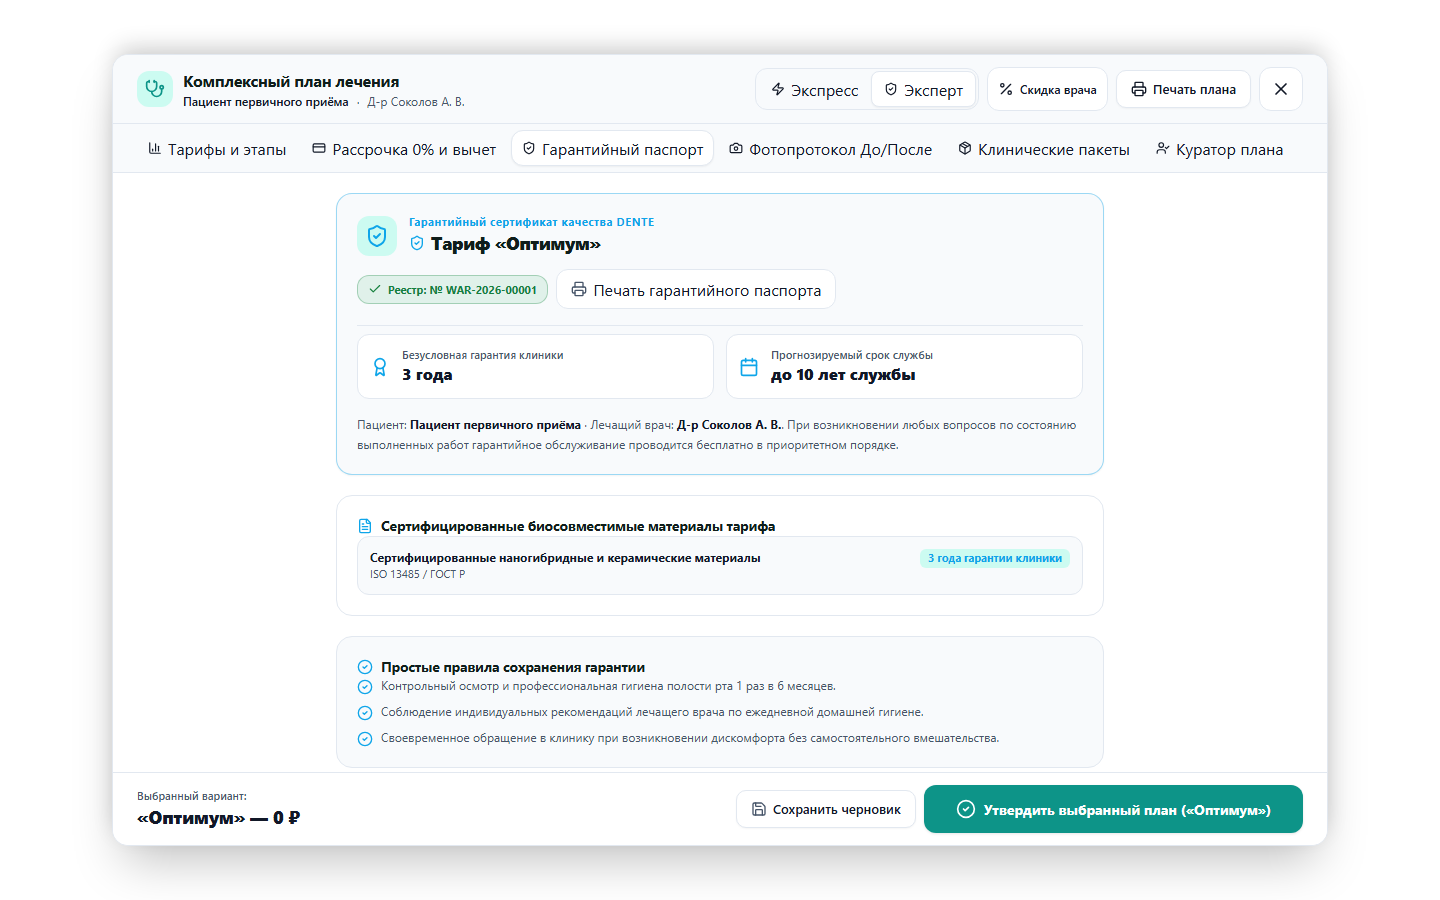 Комплексный план лечения
Пациент первичного приёма · Д-р Соколов А. В.
Экспресс
Эксперт
Скидка врача
Печать плана
Тарифы и этапы
Рассрочка 0% и вычет
Гарантийный паспорт
Фотопротокол До/После
Клинические пакеты
Куратор плана
Гарантийный сертификат качества DENTE
Тариф «Оптимум»
Реестр: № WAR-2026-00001
Печать гарантийного паспорта
Безусловная гарантия клиники
3 года
Прогнозируемый срок службы
до 10 лет службы
Пациент: Пациент первичного приёма · Лечащий врач: Д-р Соколов А. В.. При возникновении любых вопросов по состоянию
выполненных работ гарантийное обслуживание проводится бесплатно в приоритетном порядке.
Сертифицированные биосовместимые материалы тарифа
Сертифицированные наногибридные и керамические материалы
3 года гарантии клиники
ISO 13485 / ГОСТ Р
Простые правила сохранения гарантии
Контрольный осмотр и профессиональная гигиена полости рта 1 раз в 6 месяцев.
Соблюдение индивидуальных рекомендаций лечащего врача по ежедневной домашней гигиене.
Своевременное обращение в клинику при возникновении дискомфорта без самостоятельного вмешательства.
Выбранный вариант:
«Оптимум» — 0 ₽
Сохранить черновик
Утвердить выбранный план («Оптимум»)